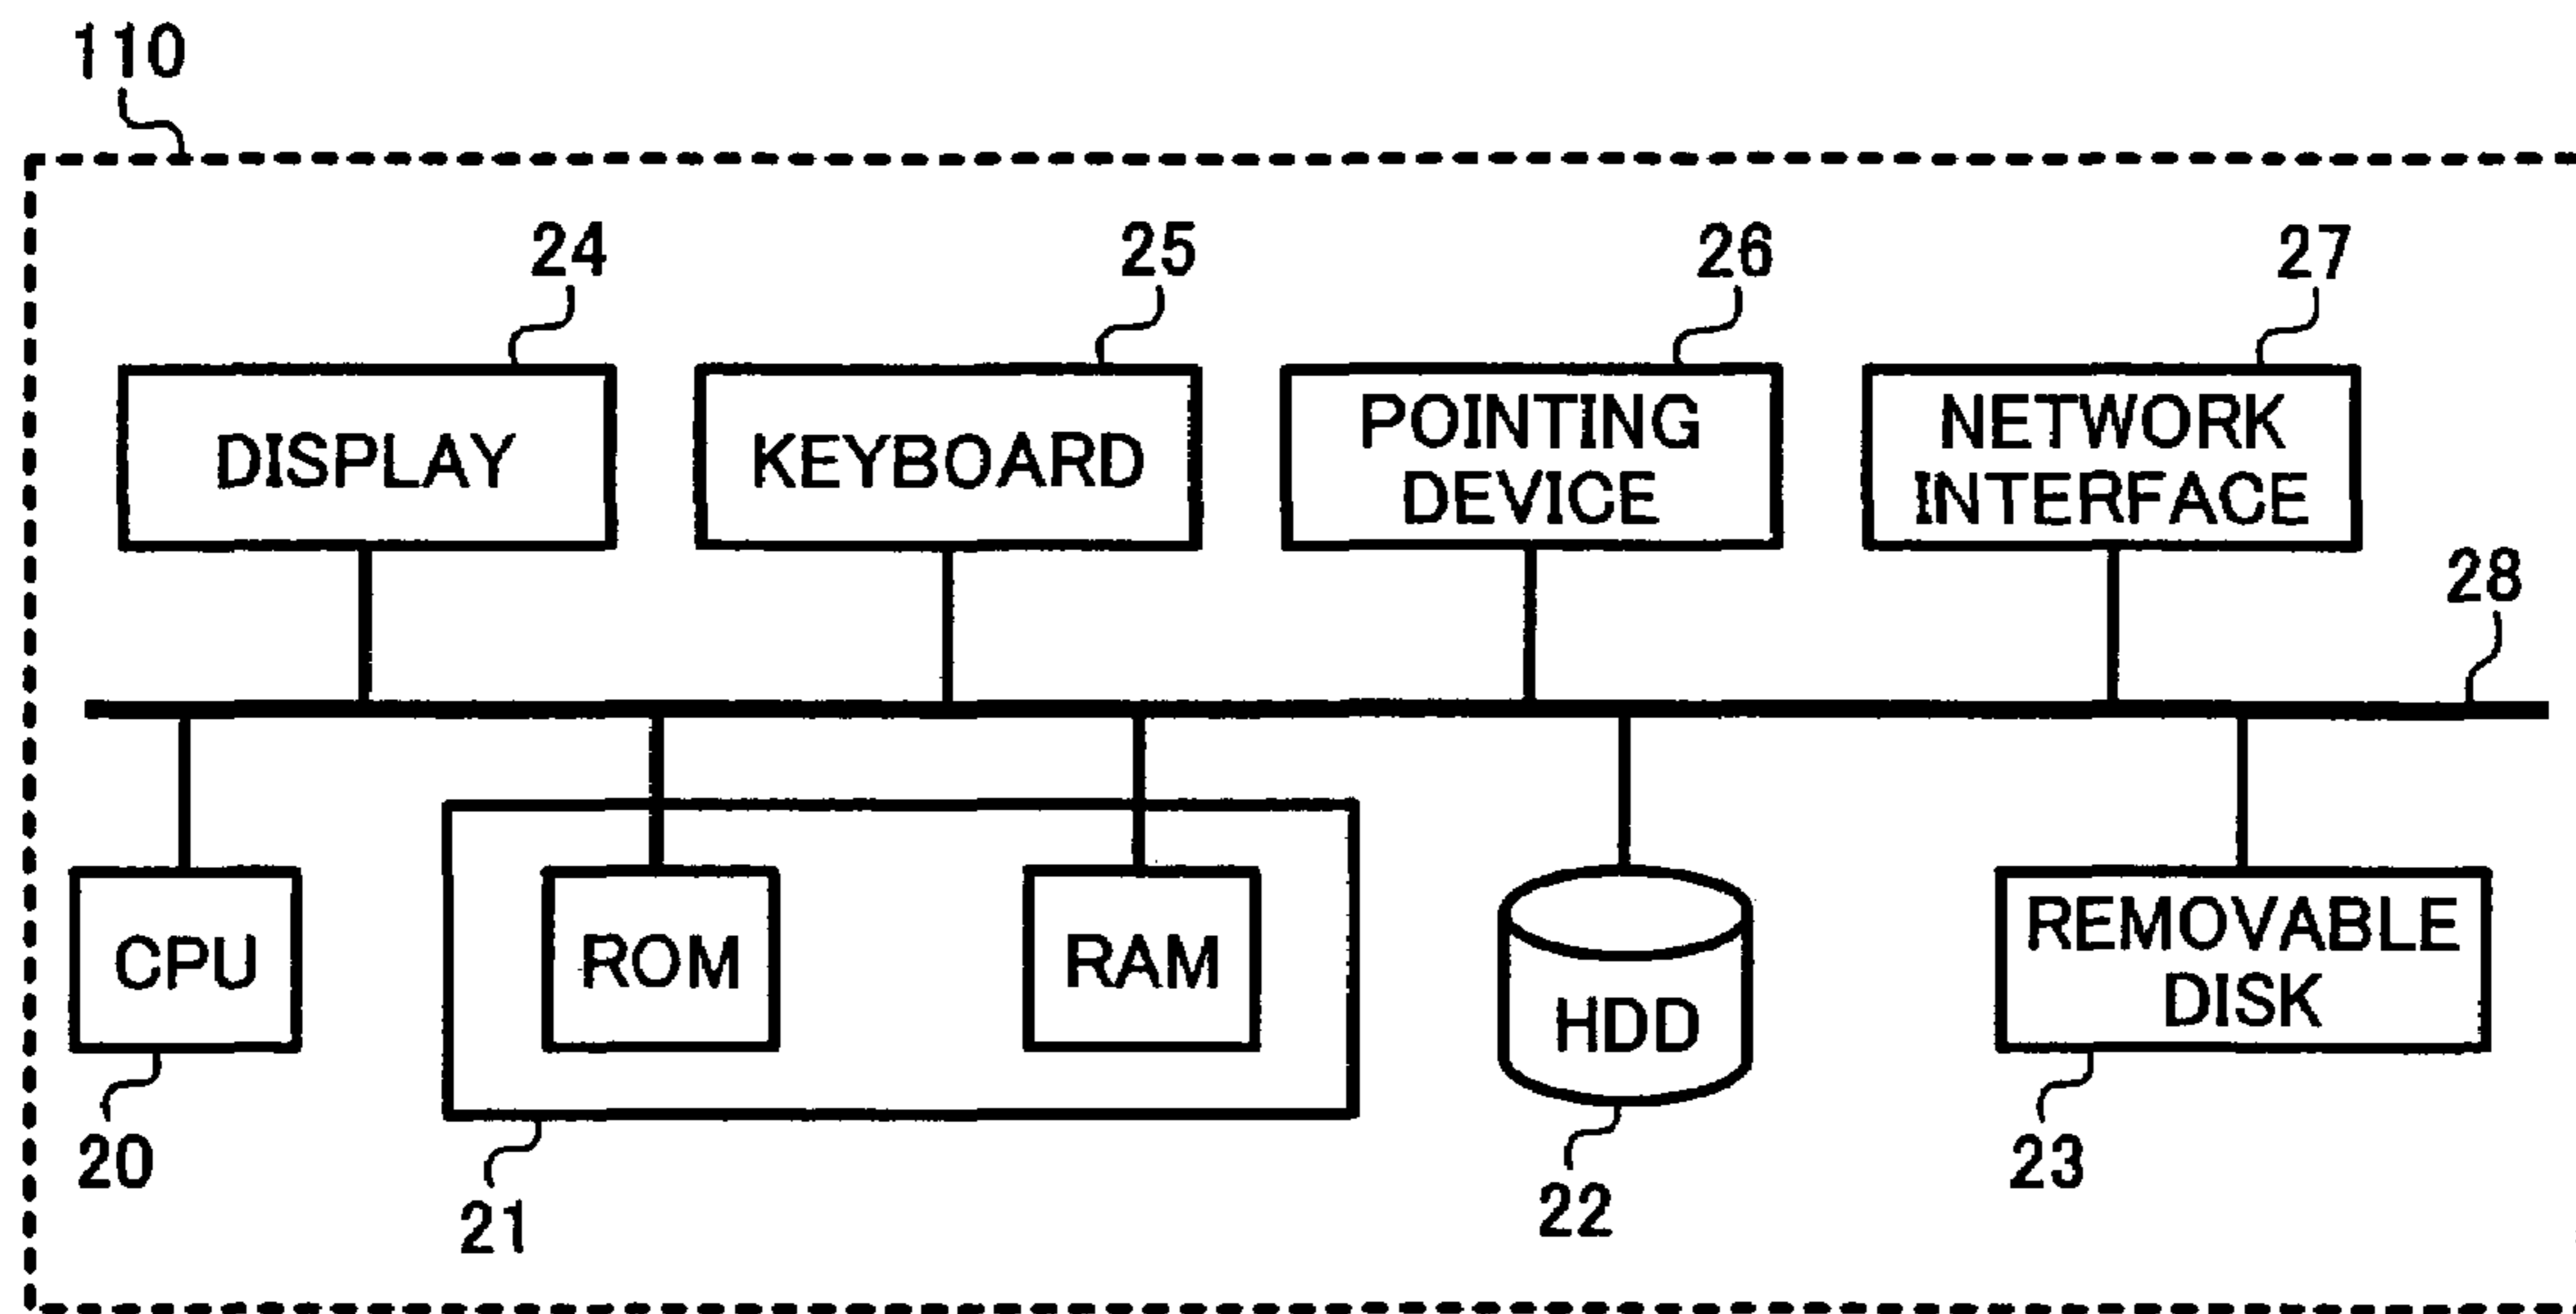 110
24
25
26
27
DISPLAY
KEYBOARD
POINTING
DEVICE
NETWORK
INTERFACE
28
CPU
ROM
RAM
HDD
REMOVABLE
DISK
20
21
22
23